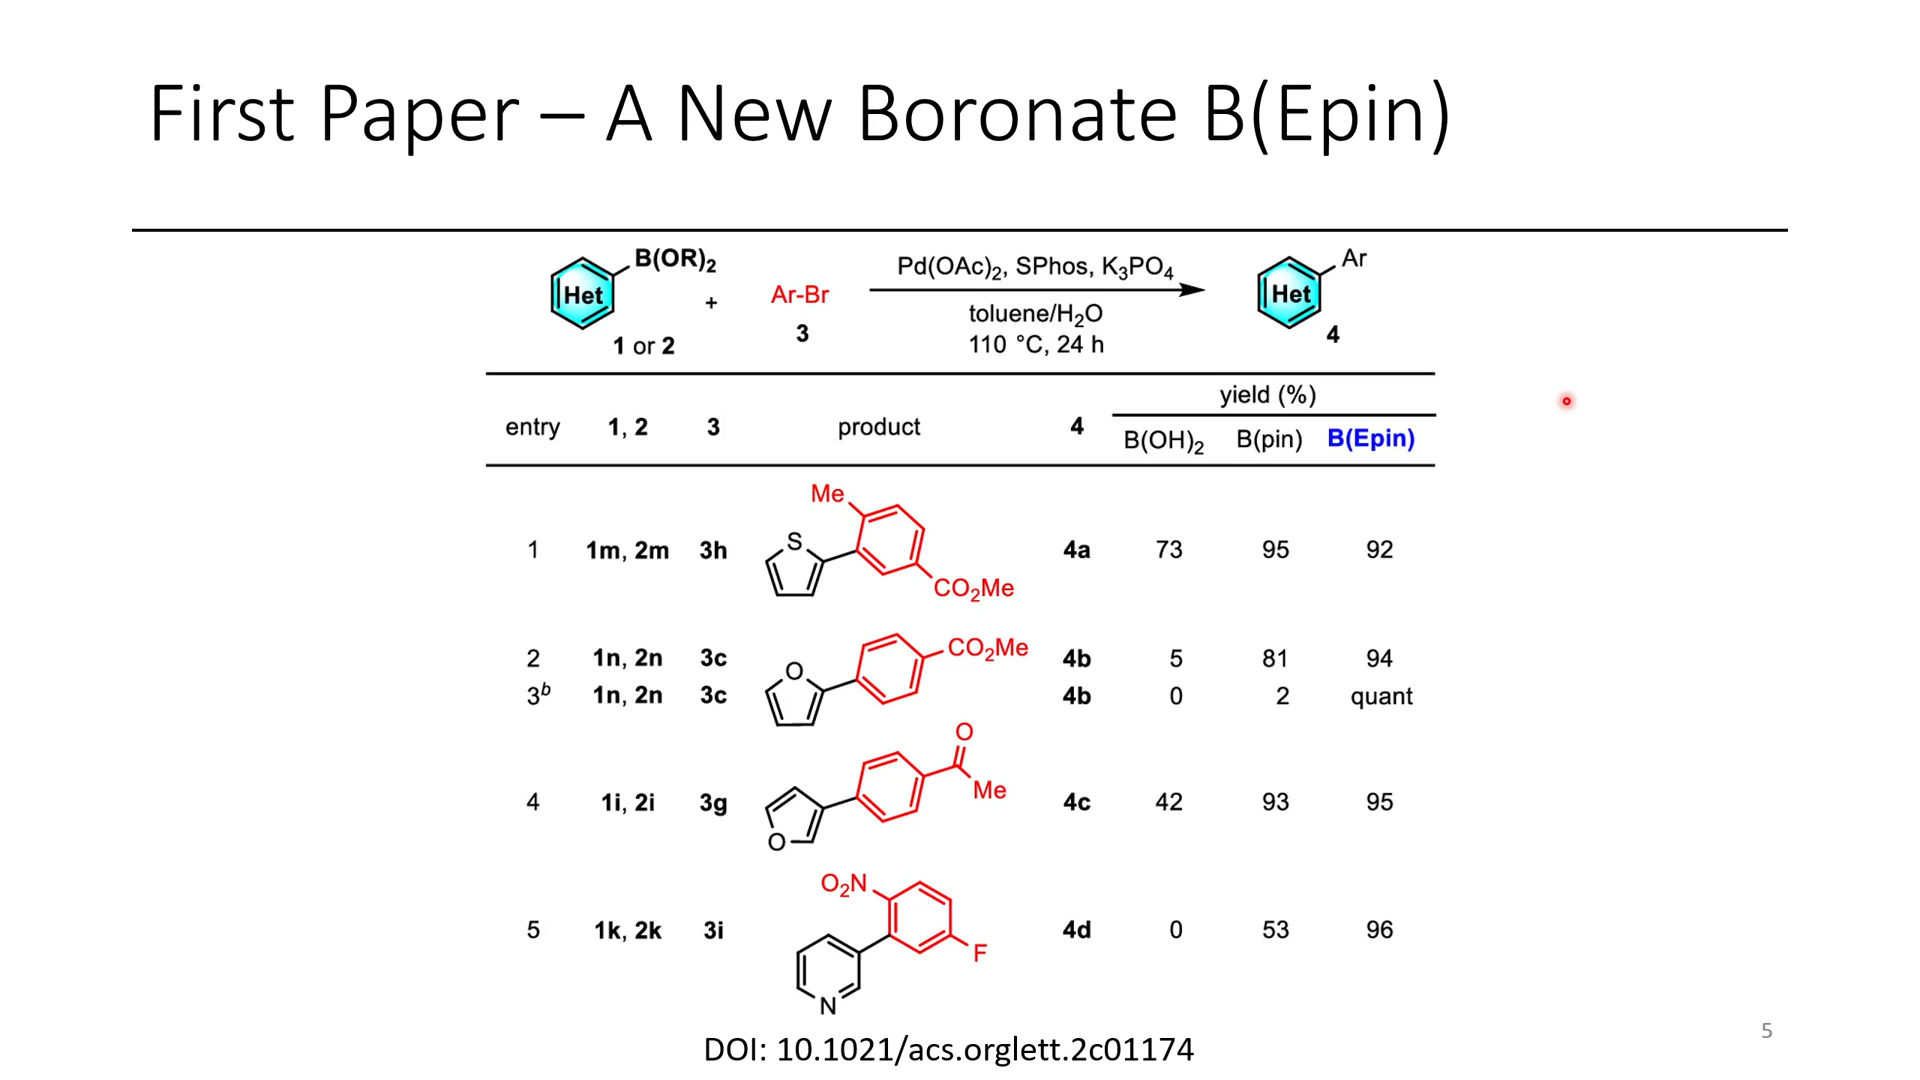 First Paper – A New Boronate B(Epin)
Het
B(OR)₂
+
Ar-Br
3
1 or 2
Pd(OAc)₂, SPhos, K₃PO₄
toluene/H₂O
110 °C, 24 h
Het
Ar
4
yield (%)
entry 1, 2 3 product 4 B(OH)₂ B(pin) B(Epin)
Me
S
CO₂Me
1 1m, 2m 3h 4a 73 95 92
CO₂Me
O
2 1n, 2n 3c 4b 5 81 94
3ᵇ 1n, 2n 3c 4b 0 2 quant
O
Me
O
4 1i, 2i 3g 4c 42 93 95
O₂N
F
N
5 1k, 2k 3i 4d 0 53 96
DOI: 10.1021/acs.orglett.2c01174
5